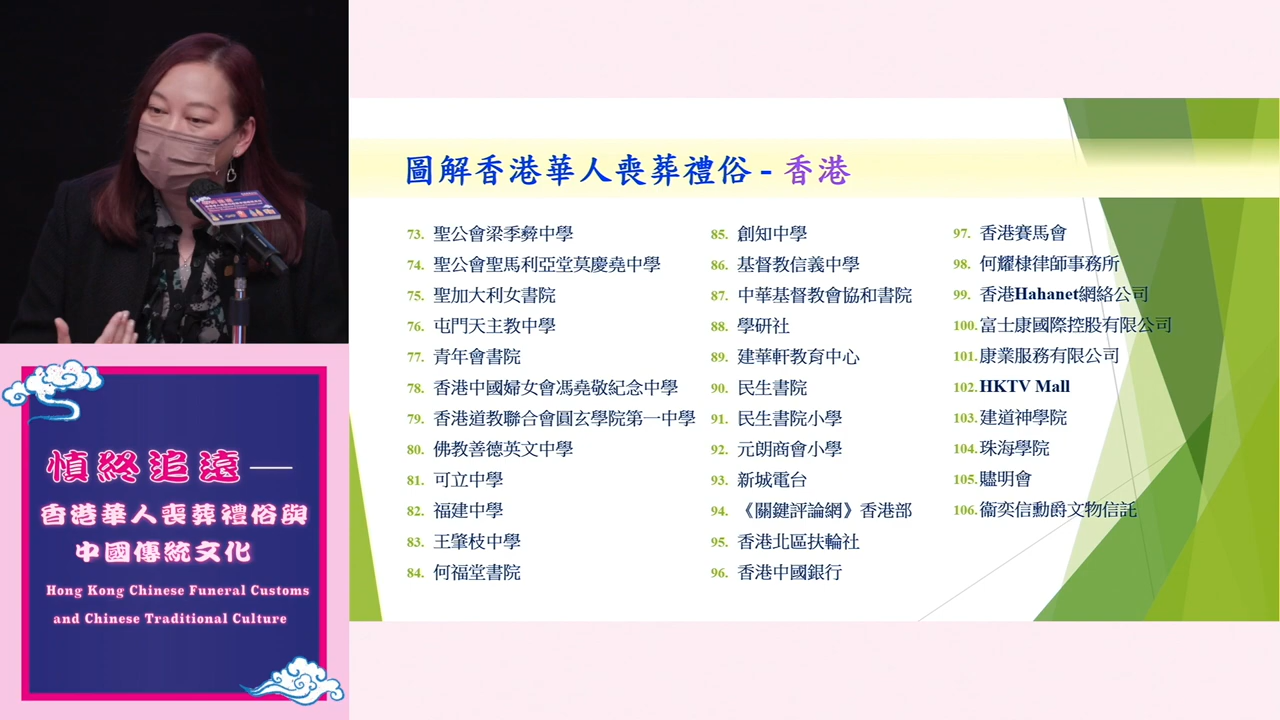 圖解香港華人喪葬禮俗 - 香港
73. 聖公會梁季彜中學
74. 聖公會聖馬利亞堂莫慶堯中學
75. 聖加大利女書院
76. 屯門天主教中學
77. 青年會書院
78. 香港中國婦女會馮堯敬紀念中學
79. 香港道教聯合會圓玄學院第一中學
80. 佛教善德英文中學
81. 可立中學
82. 福建中學
83. 王肇枝中學
84. 何福堂書院
85. 創知中學
86. 基督教信義中學
87. 中華基督教會協和書院
88. 學研社
89. 建華軒教育中心
90. 民生書院
91. 民生書院小學
92. 元朗商會小學
93. 新城電台
94. 《關鍵評論網》香港部
95. 香港北區扶輪社
96. 香港中國銀行
97. 香港賽馬會
98. 何耀棣律師事務所
99. 香港Hahanet網絡公司
100. 富士康國際控股有限公司
101. 康業服務有限公司
102. HKTV Mall
103. 建道神學院
104. 珠海學院
105. 贐明會
106. 衞奕信勳爵文物信託
慎終追遠—
香港華人喪葬禮俗與
中國傳統文化
Hong Kong Chinese Funeral Customs
and Chinese Traditional Culture